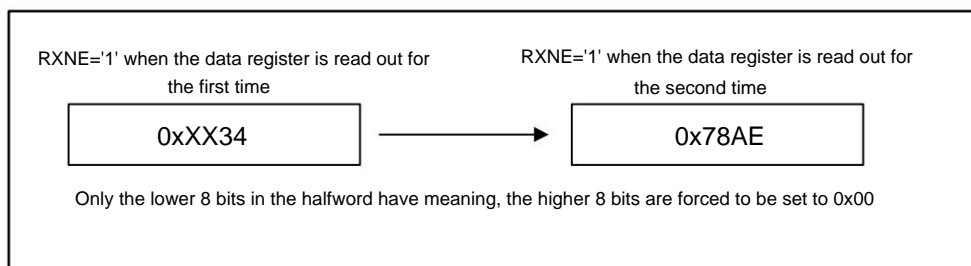 RXNE='1' when the data register is read out for
the first time
RXNE='1' when the data register is read out for
the second time
0xXX34
0x78AE
Only the lower 8 bits in the halfword have meaning, the higher 8 bits are forced to be set to 0x00